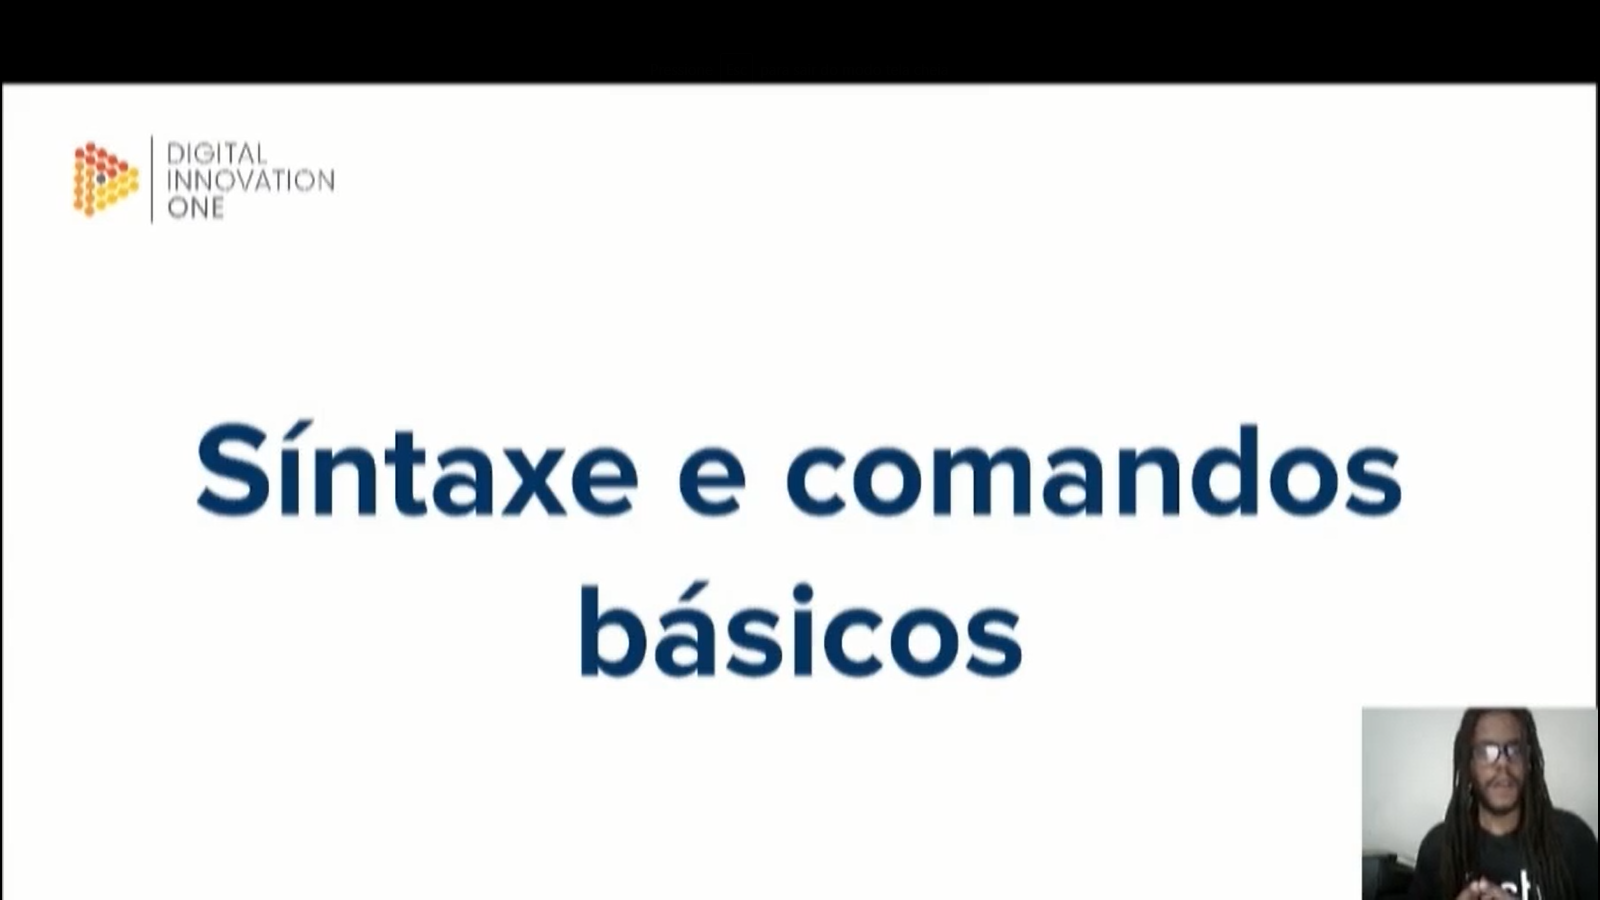 DIGITAL
INNOVATION
ONE
Síntaxe e comandos
básicos